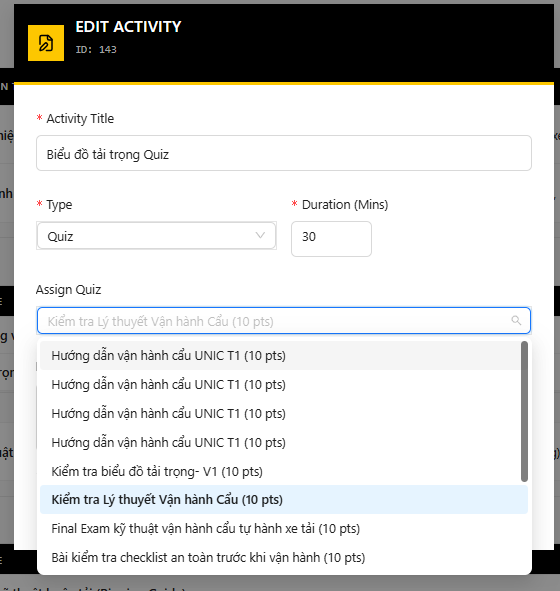 EDIT ACTIVITY
ID: 143
* Activity Title
Biểu đồ tải trọng Quiz
* Type
* Duration (Mins)
Quiz
30
Assign Quiz
Kiểm tra Lý thuyết Vận hành Cẩu (10 pts)
Hướng dẫn vận hành cẩu UNIC T1 (10 pts)
Hướng dẫn vận hành cẩu UNIC T1 (10 pts)
Hướng dẫn vận hành cẩu UNIC T1 (10 pts)
Hướng dẫn vận hành cẩu UNIC T1 (10 pts)
Kiểm tra biểu đồ tải trọng- V1 (10 pts)
Kiểm tra Lý thuyết Vận hành Cẩu (10 pts)
Final Exam kỹ thuật vận hành cẩu tự hành xe tải (10 pts)
Bài kiểm tra checklist an toàn trước khi vận hành (10 pts)